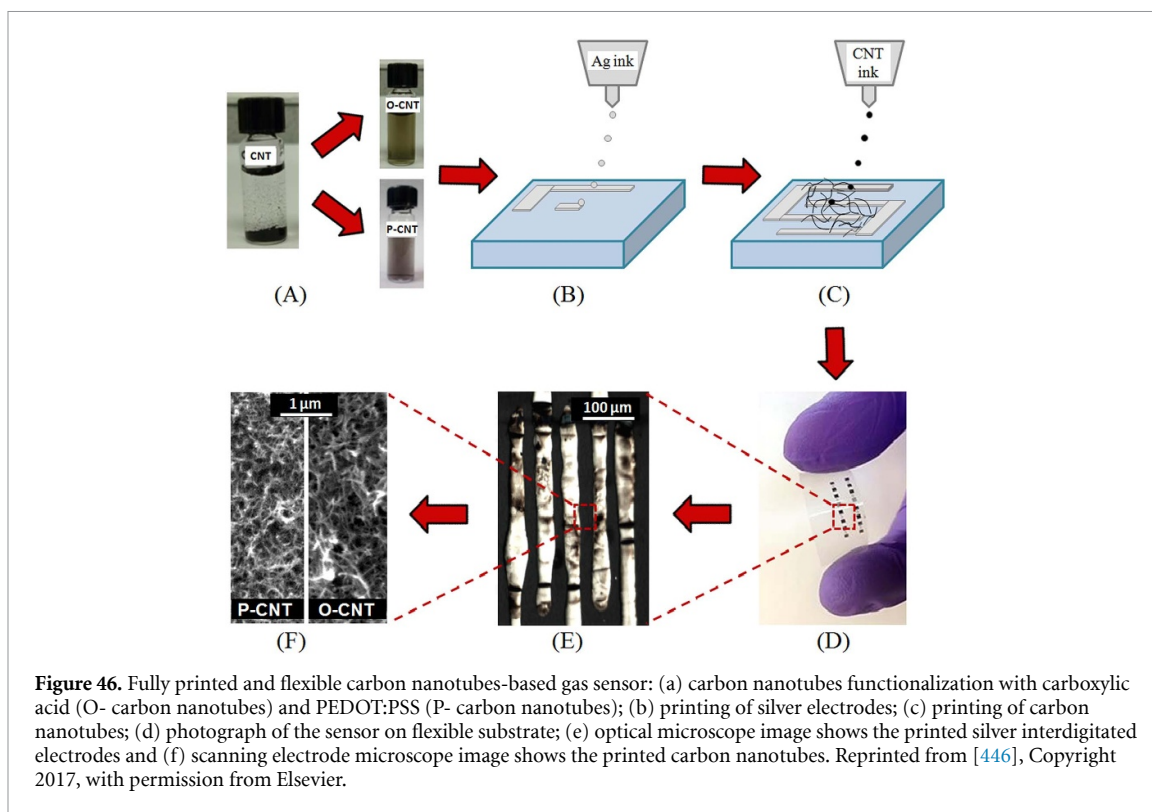 Ag ink
CNT
ink
O-CNT
CNT
P-CNT
(A)
(B)
(C)
1 µm
100 µm
P-CNT
O-CNT
(F)
(E)
(D)
Figure 46. Fully printed and flexible carbon nanotubes-based gas sensor: (a) carbon nanotubes functionalization with carboxylic
acid (O- carbon nanotubes) and PEDOT:PSS (P- carbon nanotubes); (b) printing of silver electrodes; (c) printing of carbon
nanotubes; (d) photograph of the sensor on flexible substrate; (e) optical microscope image shows the printed silver interdigitated
electrodes and (f) scanning electrode microscope image shows the printed carbon nanotubes. Reprinted from [446], Copyright
2017, with permission from Elsevier.